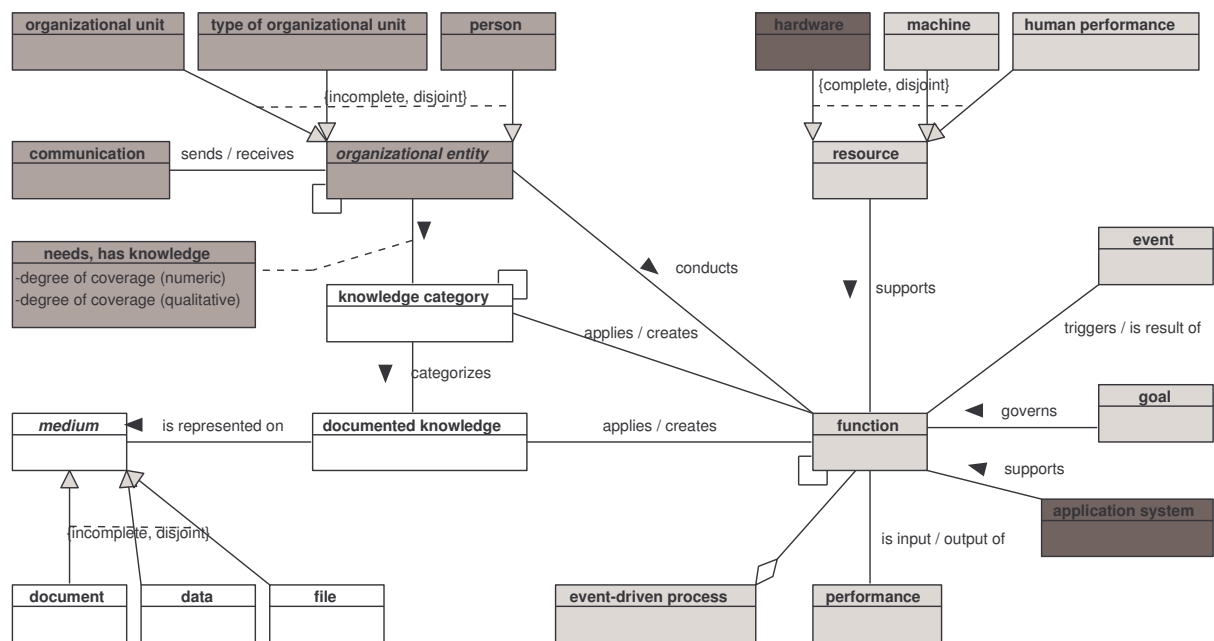 organizational unit
type of organizational unit
person
hardware
machine
human performance
{incomplete, disjoint}
{complete, disjoint}
communication
sends / receives
organizational entity
resource
needs, has knowledge
-degree of coverage (numeric)
-degree of coverage (qualitative)
event
conducts
supports
knowledge category
applies / creates
triggers / is result of
categorizes
goal
medium
is represented on
documented knowledge
applies / creates
function
governs
supports
application system
{incomplete, disjoint}
is input / output of
document
data
file
event-driven process
performance